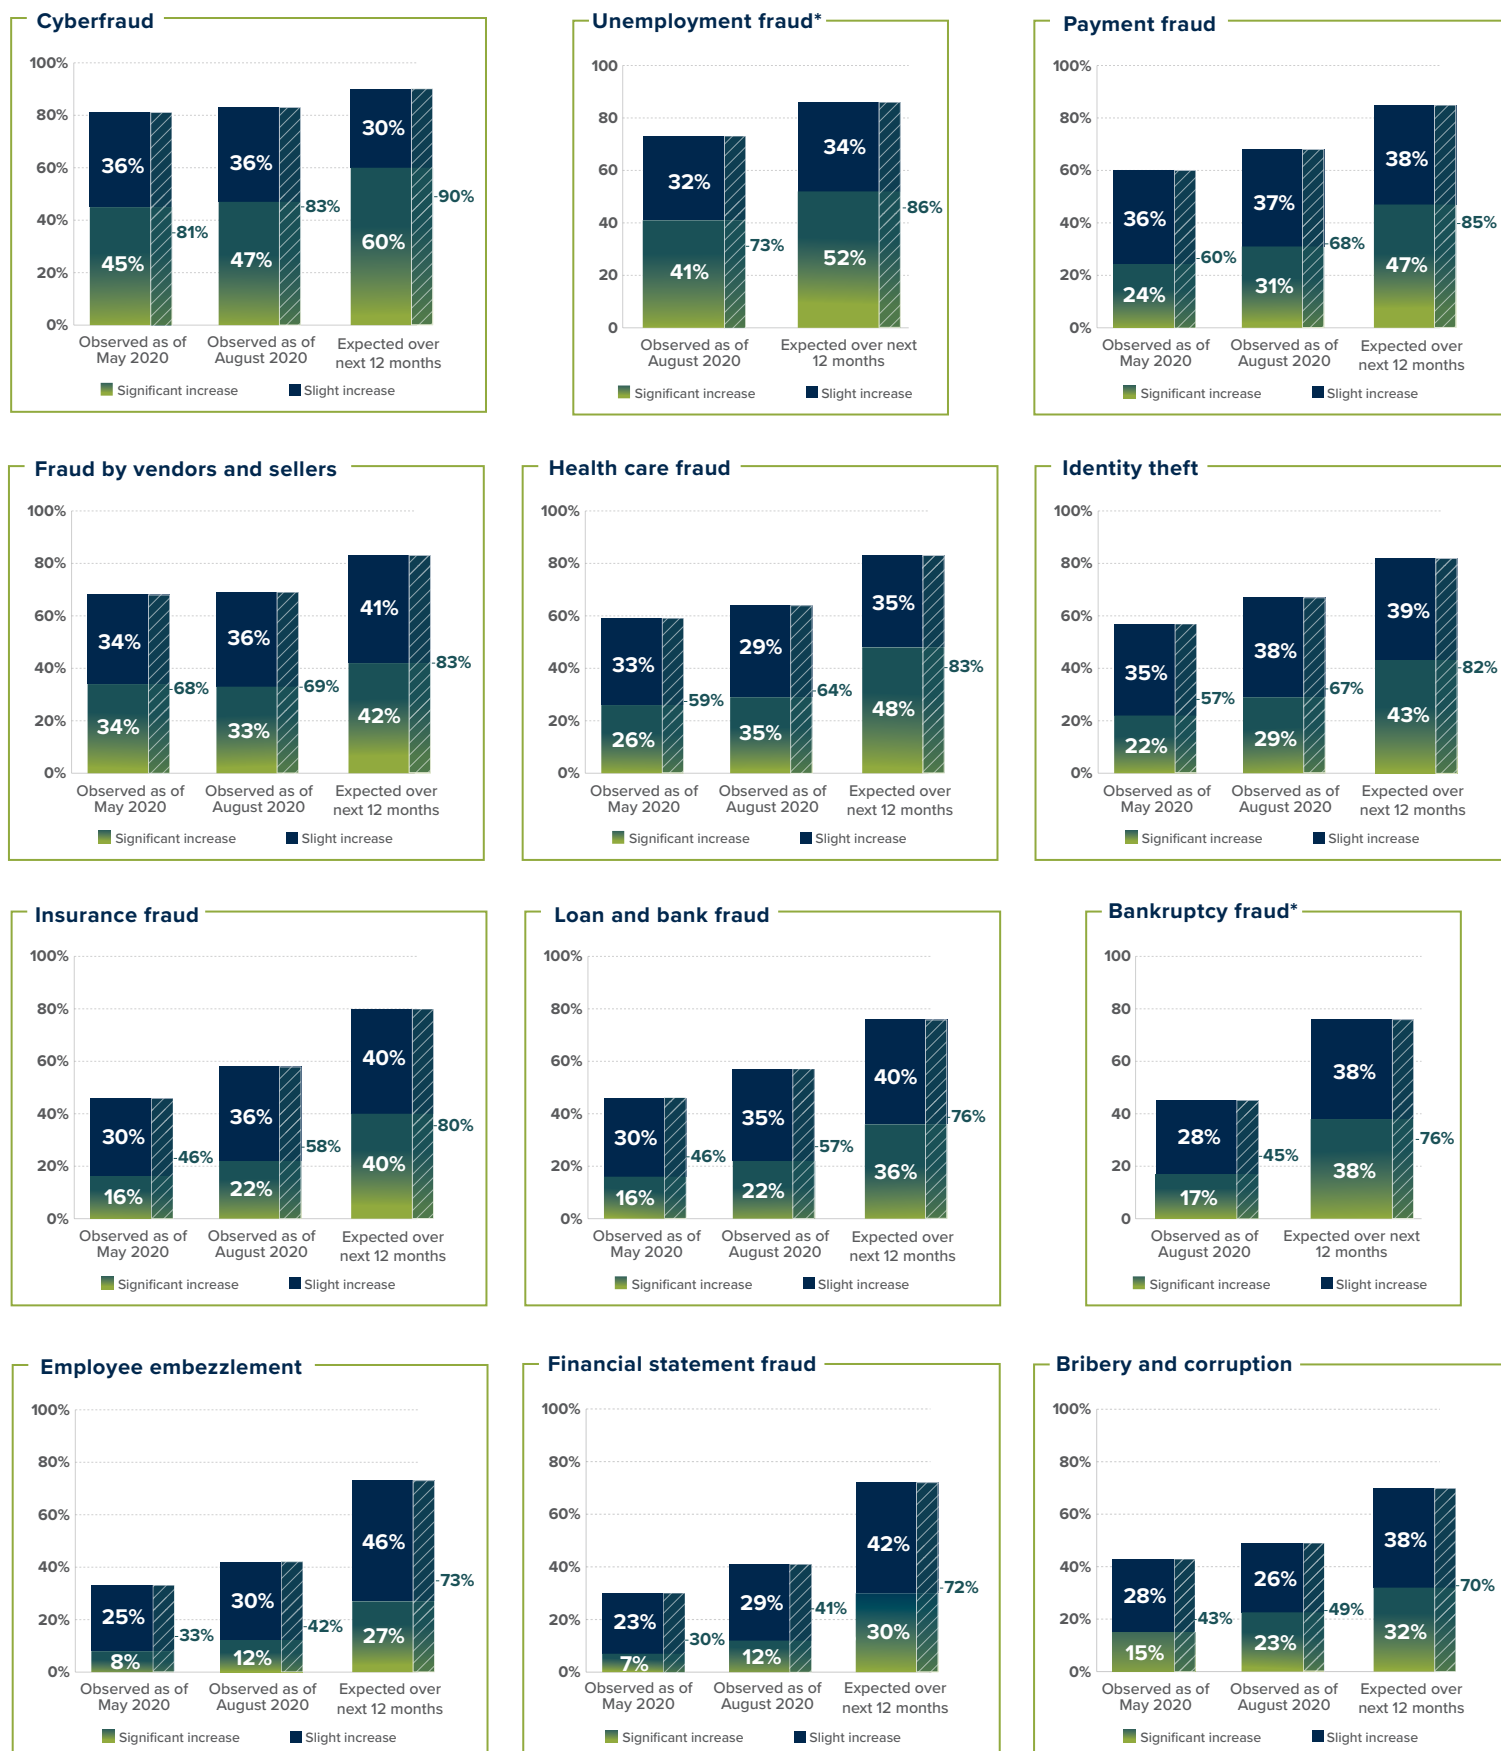 Cyberfraud
100%
80%
60%
40%
20%
0%
36%
45%
81%
36%
47%
83%
30%
60%
90%
Observed as of
May 2020
Observed as of
August 2020
Expected over
next 12 months
Significant increase
Slight increase
Unemployment fraud*
100
80
60
40
20
0
32%
41%
73%
34%
52%
86%
Observed as of
August 2020
Expected over next
12 months
Significant increase
Slight increase
Payment fraud
100%
80%
60%
40%
20%
0%
36%
24%
60%
37%
31%
68%
38%
47%
85%
Observed as of
May 2020
Observed as of
August 2020
Expected over
next 12 months
Significant increase
Slight increase
Fraud by vendors and sellers
100%
80%
60%
40%
20%
0%
34%
34%
68%
36%
33%
69%
41%
42%
83%
Observed as of
May 2020
Observed as of
August 2020
Expected over
next 12 months
Significant increase
Slight increase
Health care fraud
100%
80%
60%
40%
20%
0%
33%
26%
59%
29%
35%
64%
35%
48%
83%
Observed as of
May 2020
Observed as of
August 2020
Expected over
next 12 months
Significant increase
Slight increase
Identity theft
100%
80%
60%
40%
20%
0%
35%
22%
57%
38%
29%
67%
39%
43%
82%
Observed as of
May 2020
Observed as of
August 2020
Expected over
next 12 months
Significant increase
Slight increase
Insurance fraud
100%
80%
60%
40%
20%
0%
30%
16%
46%
36%
22%
58%
40%
40%
80%
Observed as of
May 2020
Observed as of
August 2020
Expected over
next 12 months
Significant increase
Slight increase
Loan and bank fraud
100%
80%
60%
40%
20%
0%
30%
16%
46%
35%
22%
57%
40%
36%
76%
Observed as of
May 2020
Observed as of
August 2020
Expected over
next 12 months
Significant increase
Slight increase
Bankruptcy fraud*
100
80
60
40
20
0
28%
17%
45%
38%
38%
76%
Observed as of
August 2020
Expected over next
12 months
Significant increase
Slight increase
Employee embezzlement
100%
80%
60%
40%
20%
0%
25%
8%
33%
30%
12%
42%
46%
27%
73%
Observed as of
May 2020
Observed as of
August 2020
Expected over
next 12 months
Significant increase
Slight increase
Financial statement fraud
100%
80%
60%
40%
20%
0%
23%
7%
30%
29%
12%
41%
42%
30%
72%
Observed as of
May 2020
Observed as of
August 2020
Expected over
next 12 months
Significant increase
Slight increase
Bribery and corruption
100%
80%
60%
40%
20%
0%
28%
15%
43%
26%
23%
49%
38%
32%
70%
Observed as of
May 2020
Observed as of
August 2020
Expected over
next 12 months
Significant increase
Slight increase